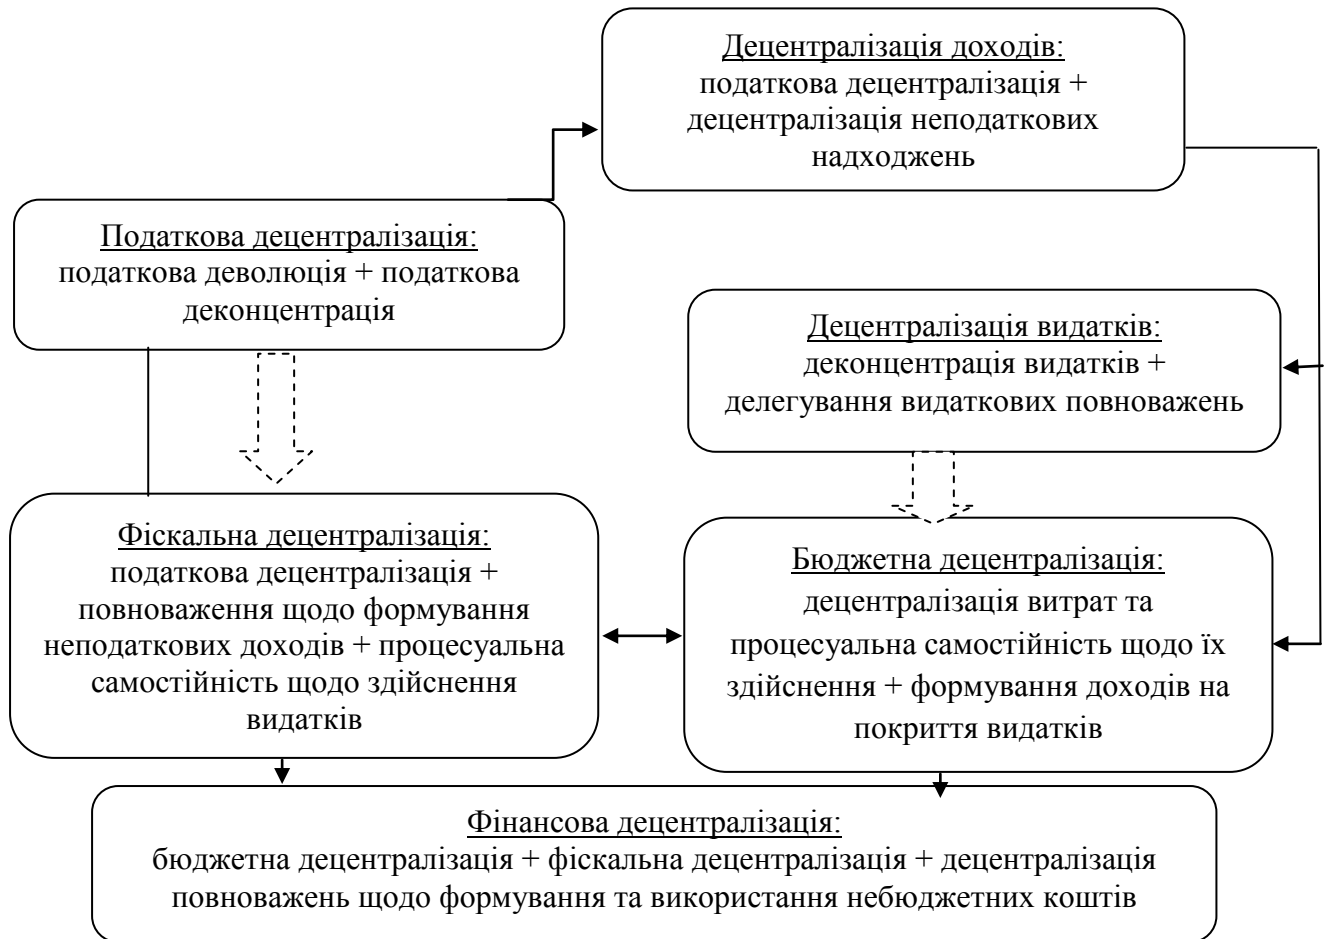 Децентралізація доходів:
податкова децентралізація +
децентралізація неподаткових
надходжень
Податкова децентралізація:
податкова деволюція + податкова
деконцентрація
Децентралізація видатків:
деконцентрація видатків +
делегування видаткових повноважень
Фіскальна децентралізація:
податкова децентралізація +
повноваження щодо формування
неподаткових доходів + процесуальна
самостійність щодо здійснення
видатків
Бюджетна децентралізація:
децентралізація витрат та
процесуальна самостійність щодо їх
здійснення + формування доходів на
покриття видатків
Фінансова децентралізація:
бюджетна децентралізація + фіскальна децентралізація + децентралізація
повноважень щодо формування та використання небюджетних коштів